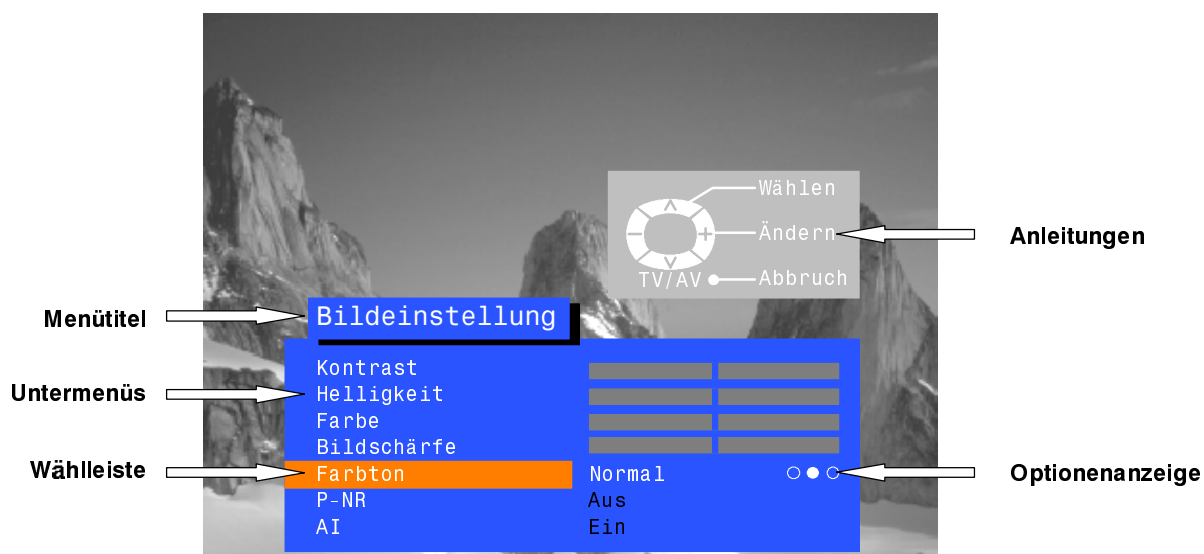 Wählen
Ändern
Anleitungen
TV/AV
Abbruch
Menütitel
Bildeinstellung
Kontrast
Untermenüs
Helligkeit
Farbe
Bildschärfe
Wählleiste
Farbton
Normal
Optionenanzeige
P-NR
Aus
AI
Ein